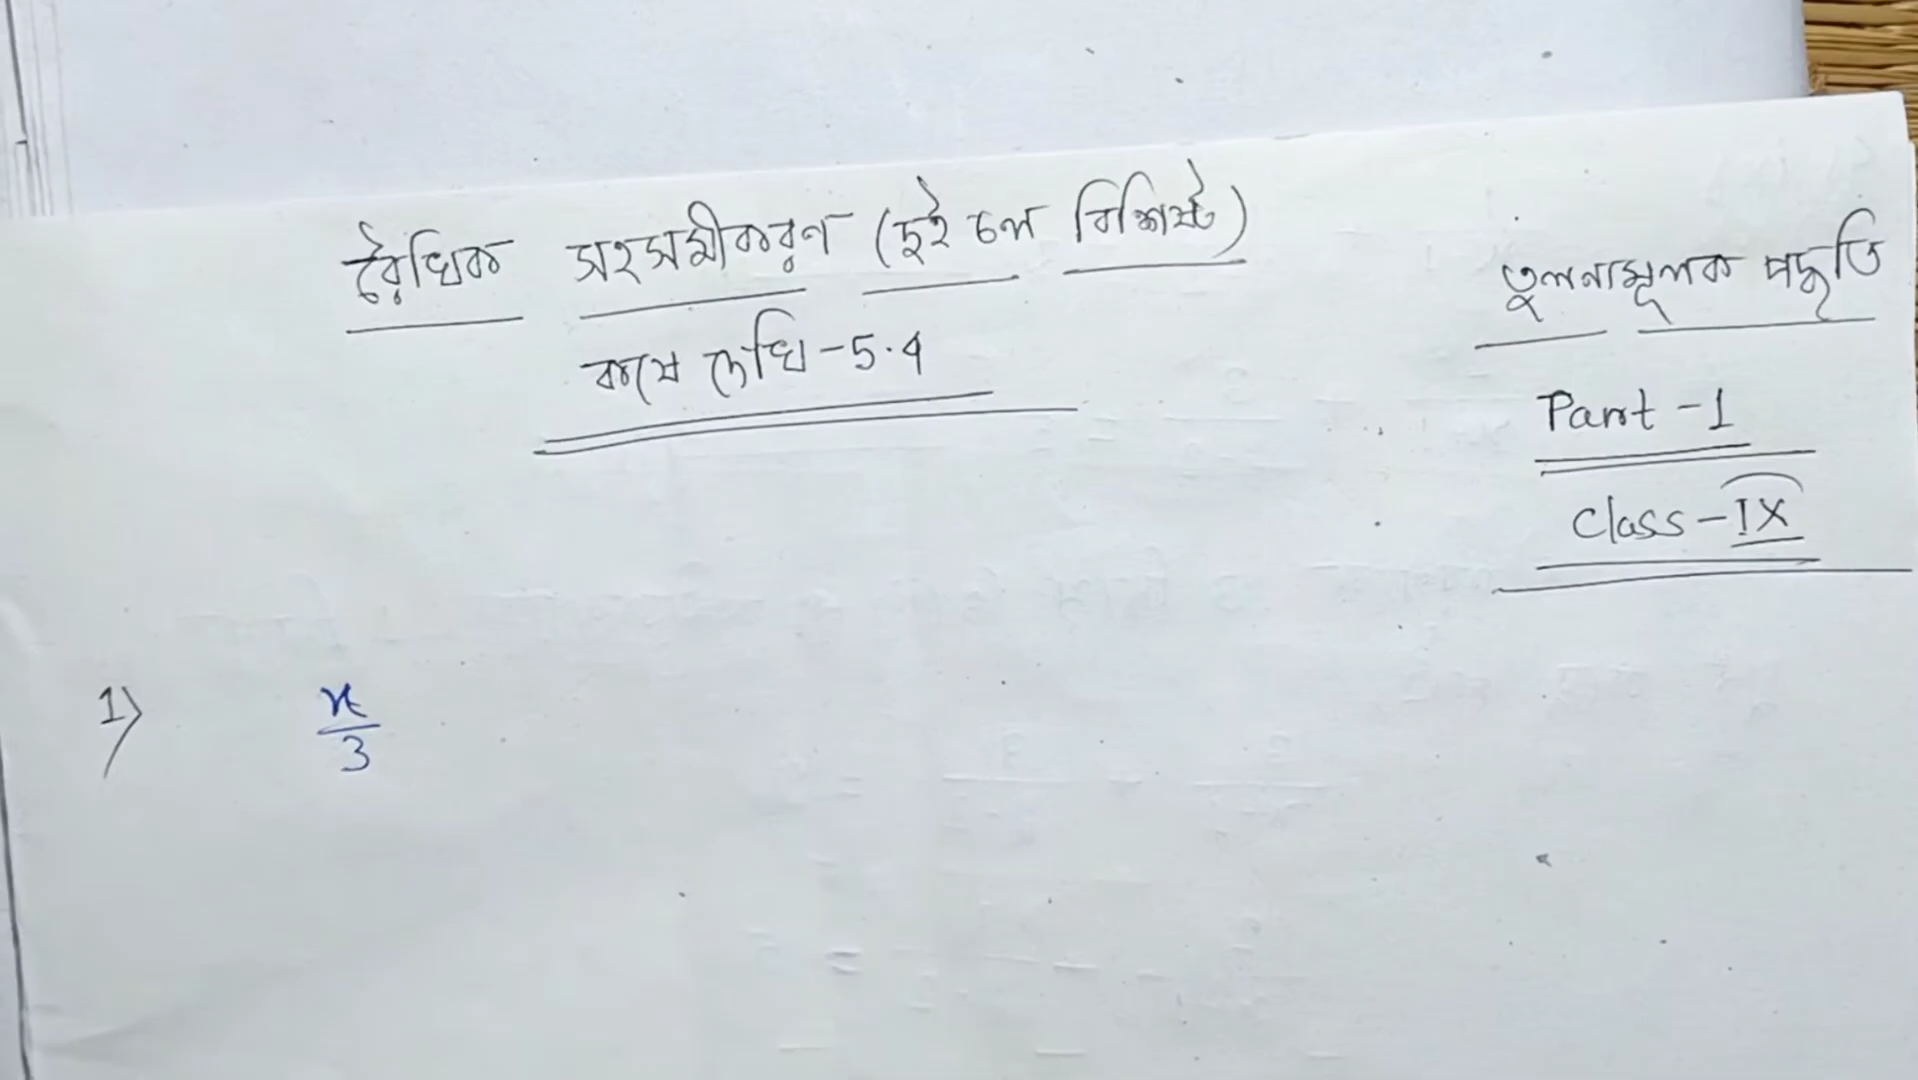 রৈখিক সহসমীকরণ (দুই চল বিশিষ্ট)
কষে দেখি - 5.4
তুলনামূলক পদ্ধতি
Part - 1
Class - IX
1) x/3